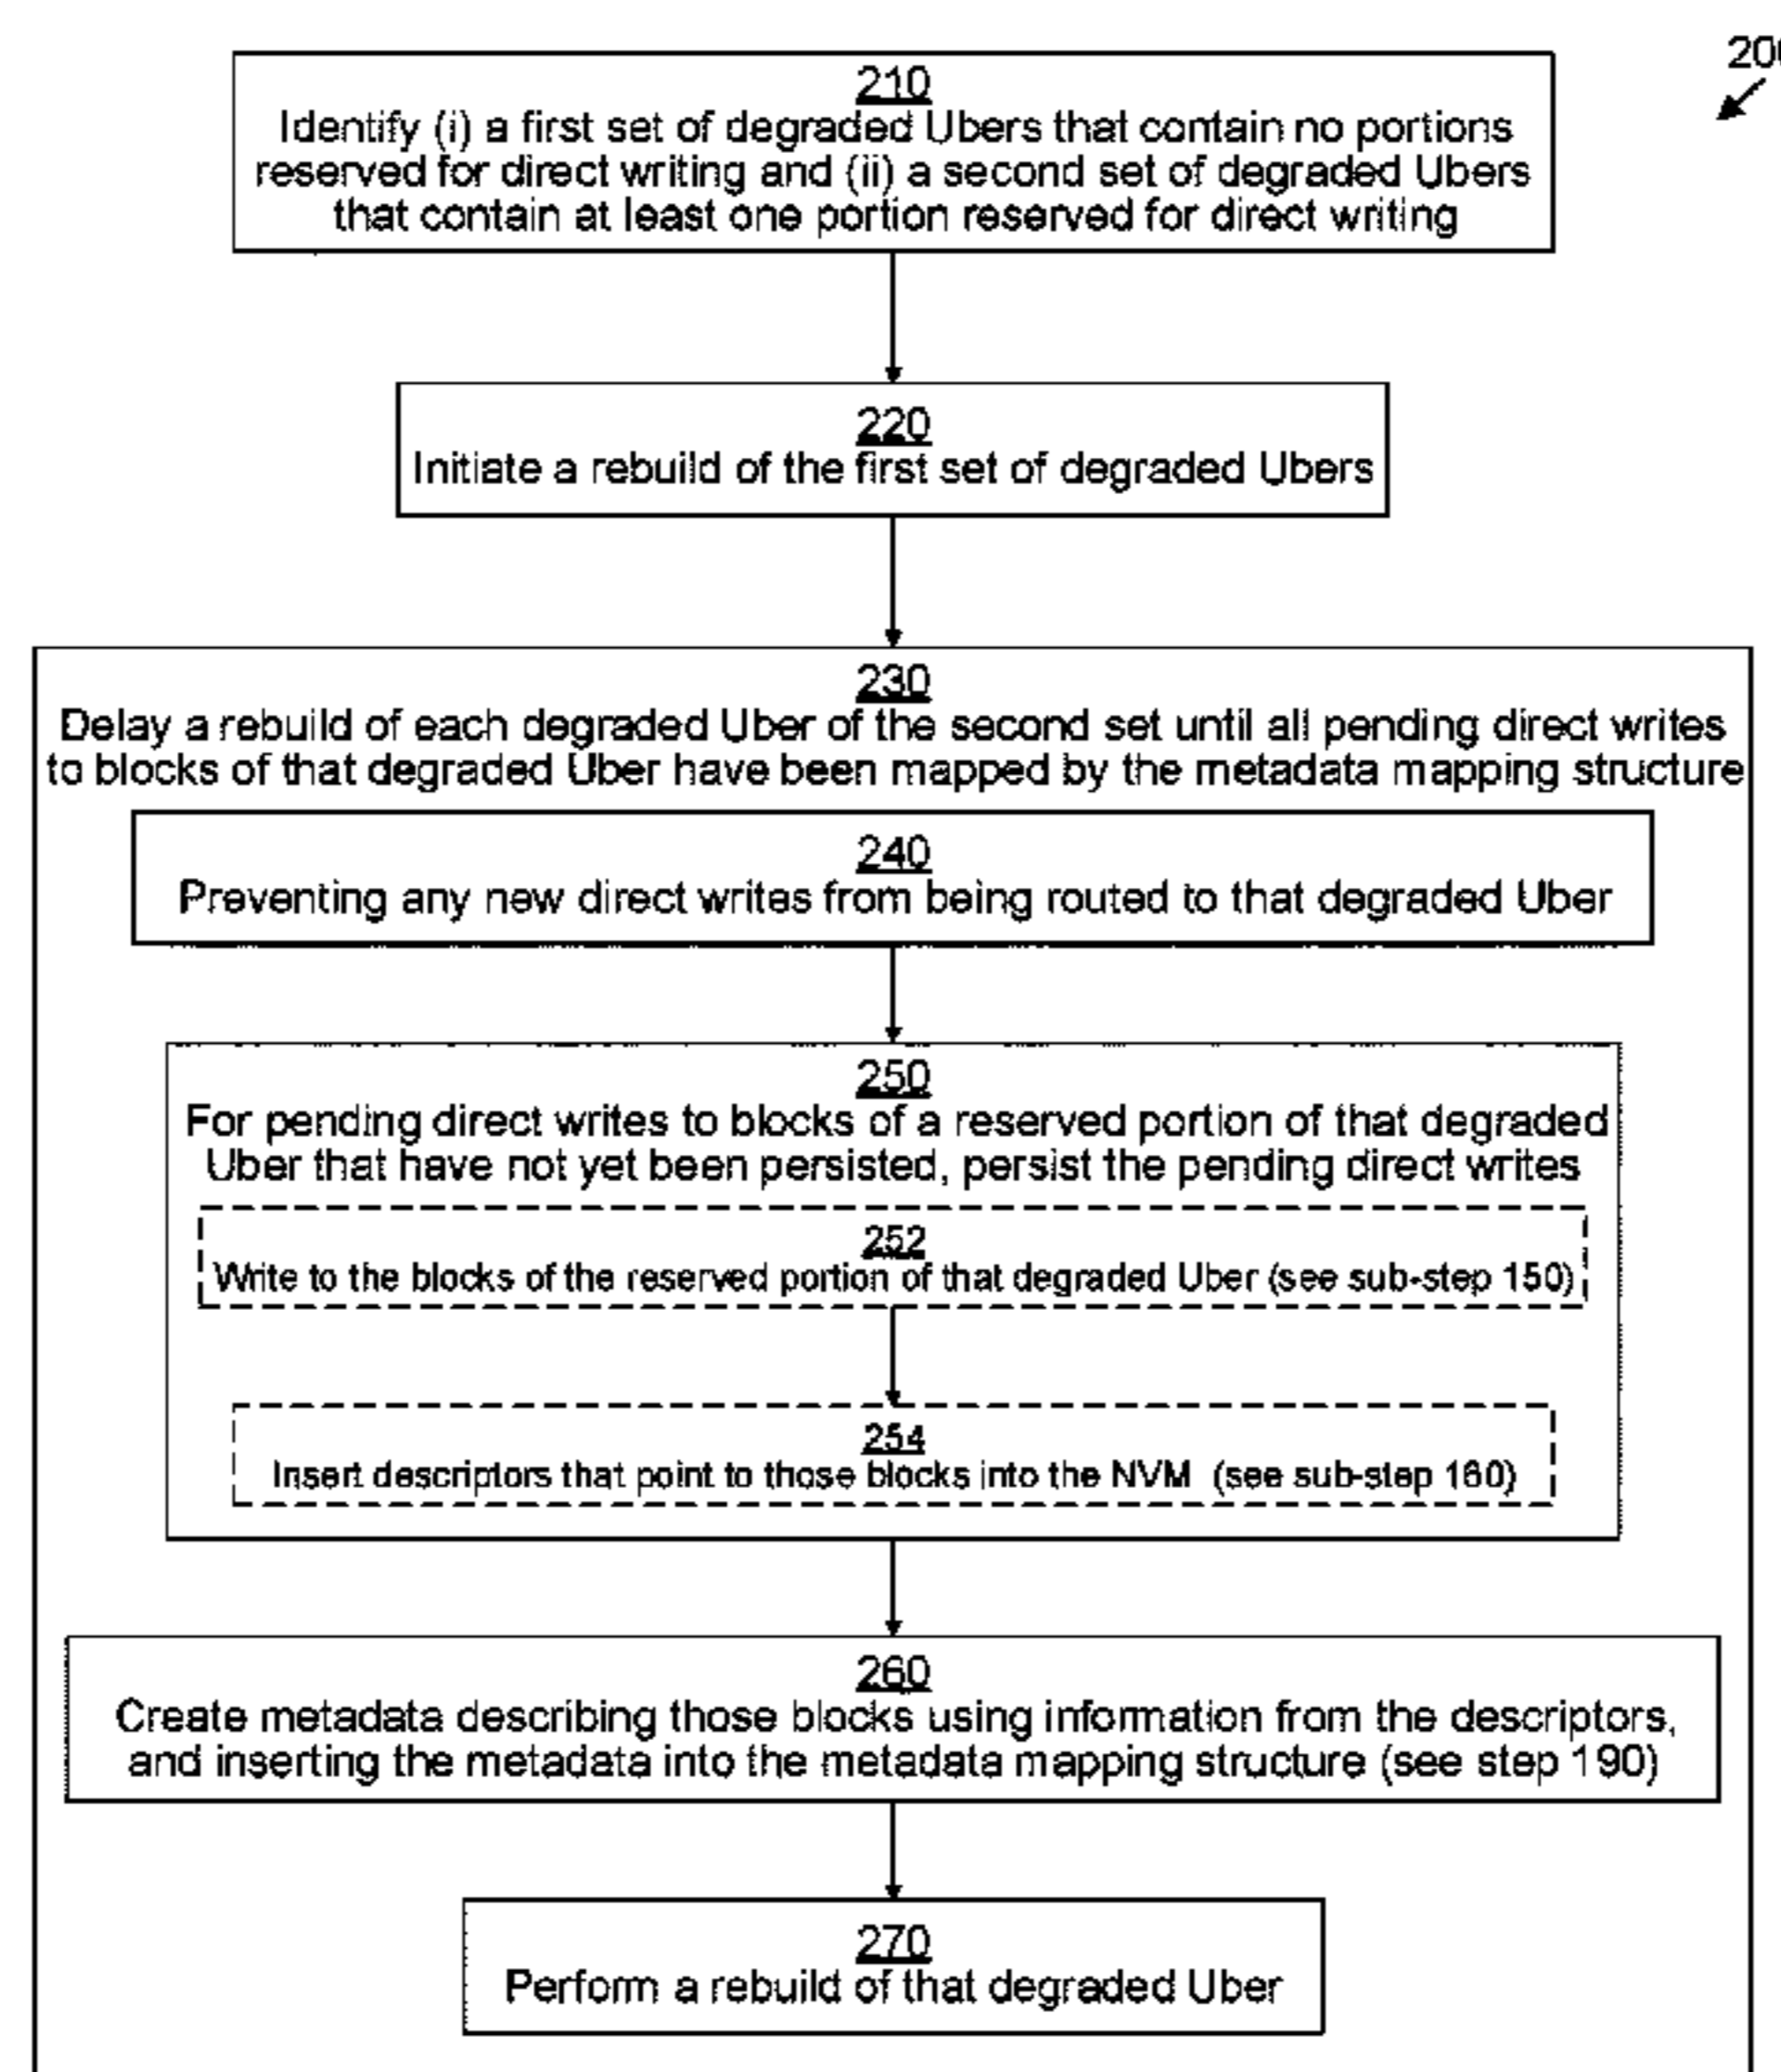 200
210
Identify (i) a first set of degraded Ubers that contain no portions
reserved for direct writing and (ii) a second set of degraded Ubers
that contain at least one portion reserved for direct writing
220
Initiate a rebuild of the first set of degraded Ubers
230
Delay a rebuild of each degraded Uber of the second set until all pending direct writes
to blocks of that degraded Uber have been mapped by the metadata mapping structure
240
Preventing any new direct writes from being routed to that degraded Uber
250
For pending direct writes to blocks of a reserved portion of that degraded
Uber that have not yet been persisted, persist the pending direct writes
252
Write to the blocks of the reserved portion of that degraded Uber (see sub-step 150)
254
Insert descriptors that point to those blocks into the NVM (see sub-step 160)
260
Create metadata describing those blocks using information from the descriptors,
and inserting the metadata into the metadata mapping structure (see step 190)
270
Perform a rebuild of that degraded Uber